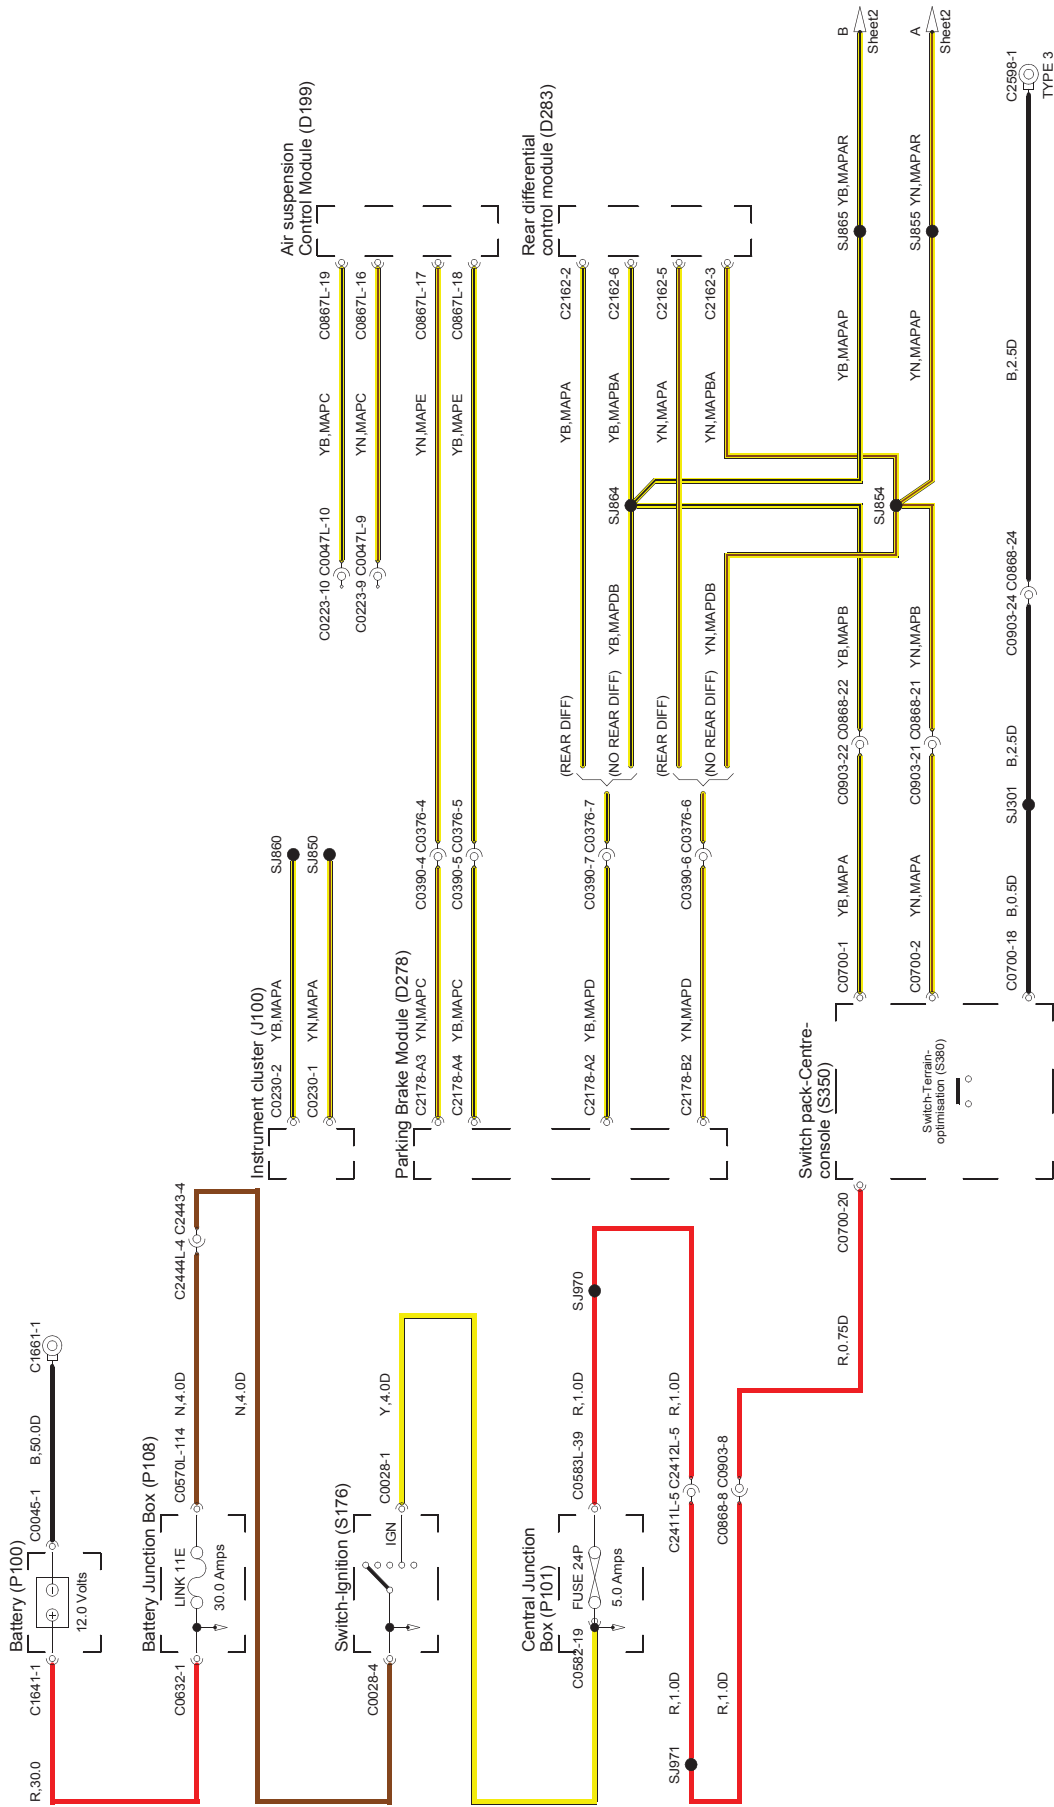 Battery (P100)
C1641-1
R,30.0
12.0 Volts
C0045-1
B,50.0D
C1661-1
Battery Junction Box (P108)
C0632-1
LINK 11E
30.0 Amps
C0570L-114
N,4.0D
C2444L-4
C2443-4
N,4.0D
Switch-Ignition (S176)
C0028-4
IGN
C0028-1
Y,4.0D
Central Junction
Box (P101)
C0582-19
FUSE 24P
5.0 Amps
C0583L-39
R,1.0D
SJ970
SJ971
R,1.0D
C2411L-5
C2412L-5
R,1.0D
R,1.0D
C0868-8
C0903-8
R,0.75D
C0700-20
Instrument cluster (J100)
C0230-2
YB,MAPA
SJ860
C0230-1
YN,MAPA
SJ850
Parking Brake Module (D278)
C2178-A3
YN,MAPC
C0390-4
C0376-4
YN,MAPE
C0867L-17
C2178-A4
YB,MAPC
C0390-5
C0376-5
YB,MAPE
C0867L-18
C2178-A2
YB,MAPD
C0390-7
C0376-7
C2178-B2
YN,MAPD
C0390-6
C0376-6
Air suspension
Control Module (D199)
C0223-10
C0047L-10
YB,MAPC
C0867L-19
C0223-9
C0047L-9
YN,MAPC
C0867L-16
Rear differential
control module (D283)
(REAR DIFF)
YB,MAPA
C2162-2
(NO REAR DIFF)
YB,MAPDB
SJ864
YB,MAPBA
C2162-6
(REAR DIFF)
YN,MAPA
C2162-5
(NO REAR DIFF)
YN,MAPDB
YN,MAPBA
C2162-3
SJ854
Switch pack-Centre-
console (S350)
Switch-Terrain-
optimisation (S380)
C0700-1
YB,MAPA
C0903-22
C0868-22
YB,MAPB
YB,MAPAP
SJ865
YB,MAPAR
B
Sheet2
C0700-2
YN,MAPA
C0903-21
C0868-21
YN,MAPB
YN,MAPAP
SJ855
YN,MAPAR
A
Sheet2
C0700-18
B,0.5D
SJ301
B,2.5D
C0903-24
C0868-24
B,2.5D
C2598-1
TYPE 3